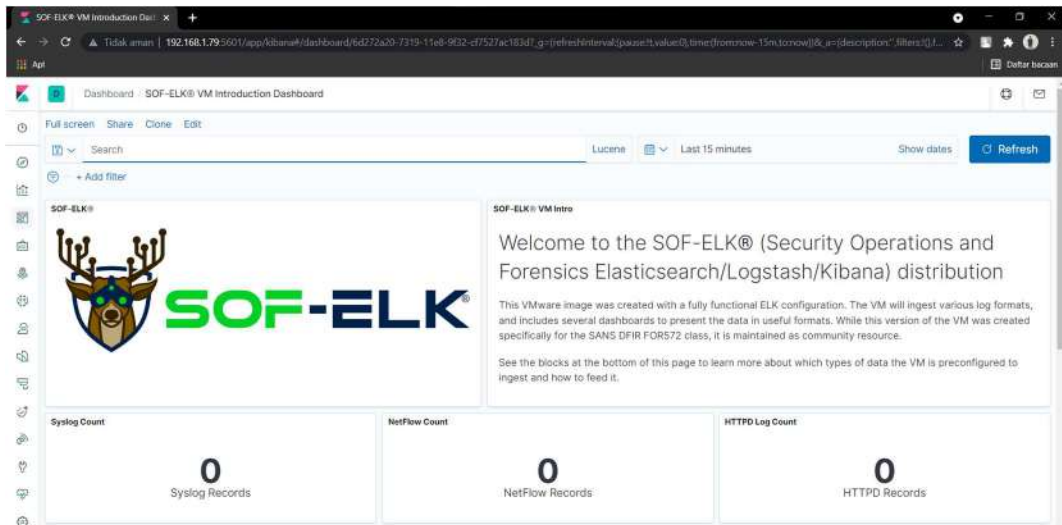 SOF-ELK® VM Introduction Das
Tidak aman | 192.168.1.79:5601/app/kibana#/dashboard/6d272a20-7319-11e8-9f32-cf7527ac183d?_g=(refreshInterval:(pause:!t,value:0),time:(from:now-15m,to:now))&_a=(description:'',filters:!(),f...
Apl
Daftar bacaan
D
Dashboard / SOF-ELK® VM Introduction Dashboard
Full screen Share Clone Edit
Search
Lucene
Last 15 minutes
Show dates
Refresh
+ Add filter
SOF-ELK®
SOF-ELK®
SOF-ELK® VM Intro
Welcome to the SOF-ELK® (Security Operations and
Forensics Elasticsearch/Logstash/Kibana) distribution
This VMware image was created with a fully functional ELK configuration. The VM will ingest various log formats,
and includes several dashboards to present the data in useful formats. While this version of the VM was created
specifically for the SANS DFIR FOR572 class, it is maintained as community resource.
See the blocks at the bottom of this page to learn more about which types of data the VM is preconfigured to
ingest and how to feed it.
Syslog Count
0
Syslog Records
NetFlow Count
0
NetFlow Records
HTTPD Log Count
0
HTTPD Records